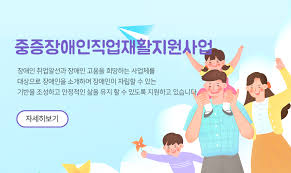 중증장애인직업재활지원사업
장애인 취업알선과 장애인 고용을 희망하는 사업체를
대상으로 장애인을 소개하며 장애인이 자립할 수 있는
기반을 조성하고 안정적인 삶을 유지 할 수 있도록 지원하고 있습니다.
자세히보기